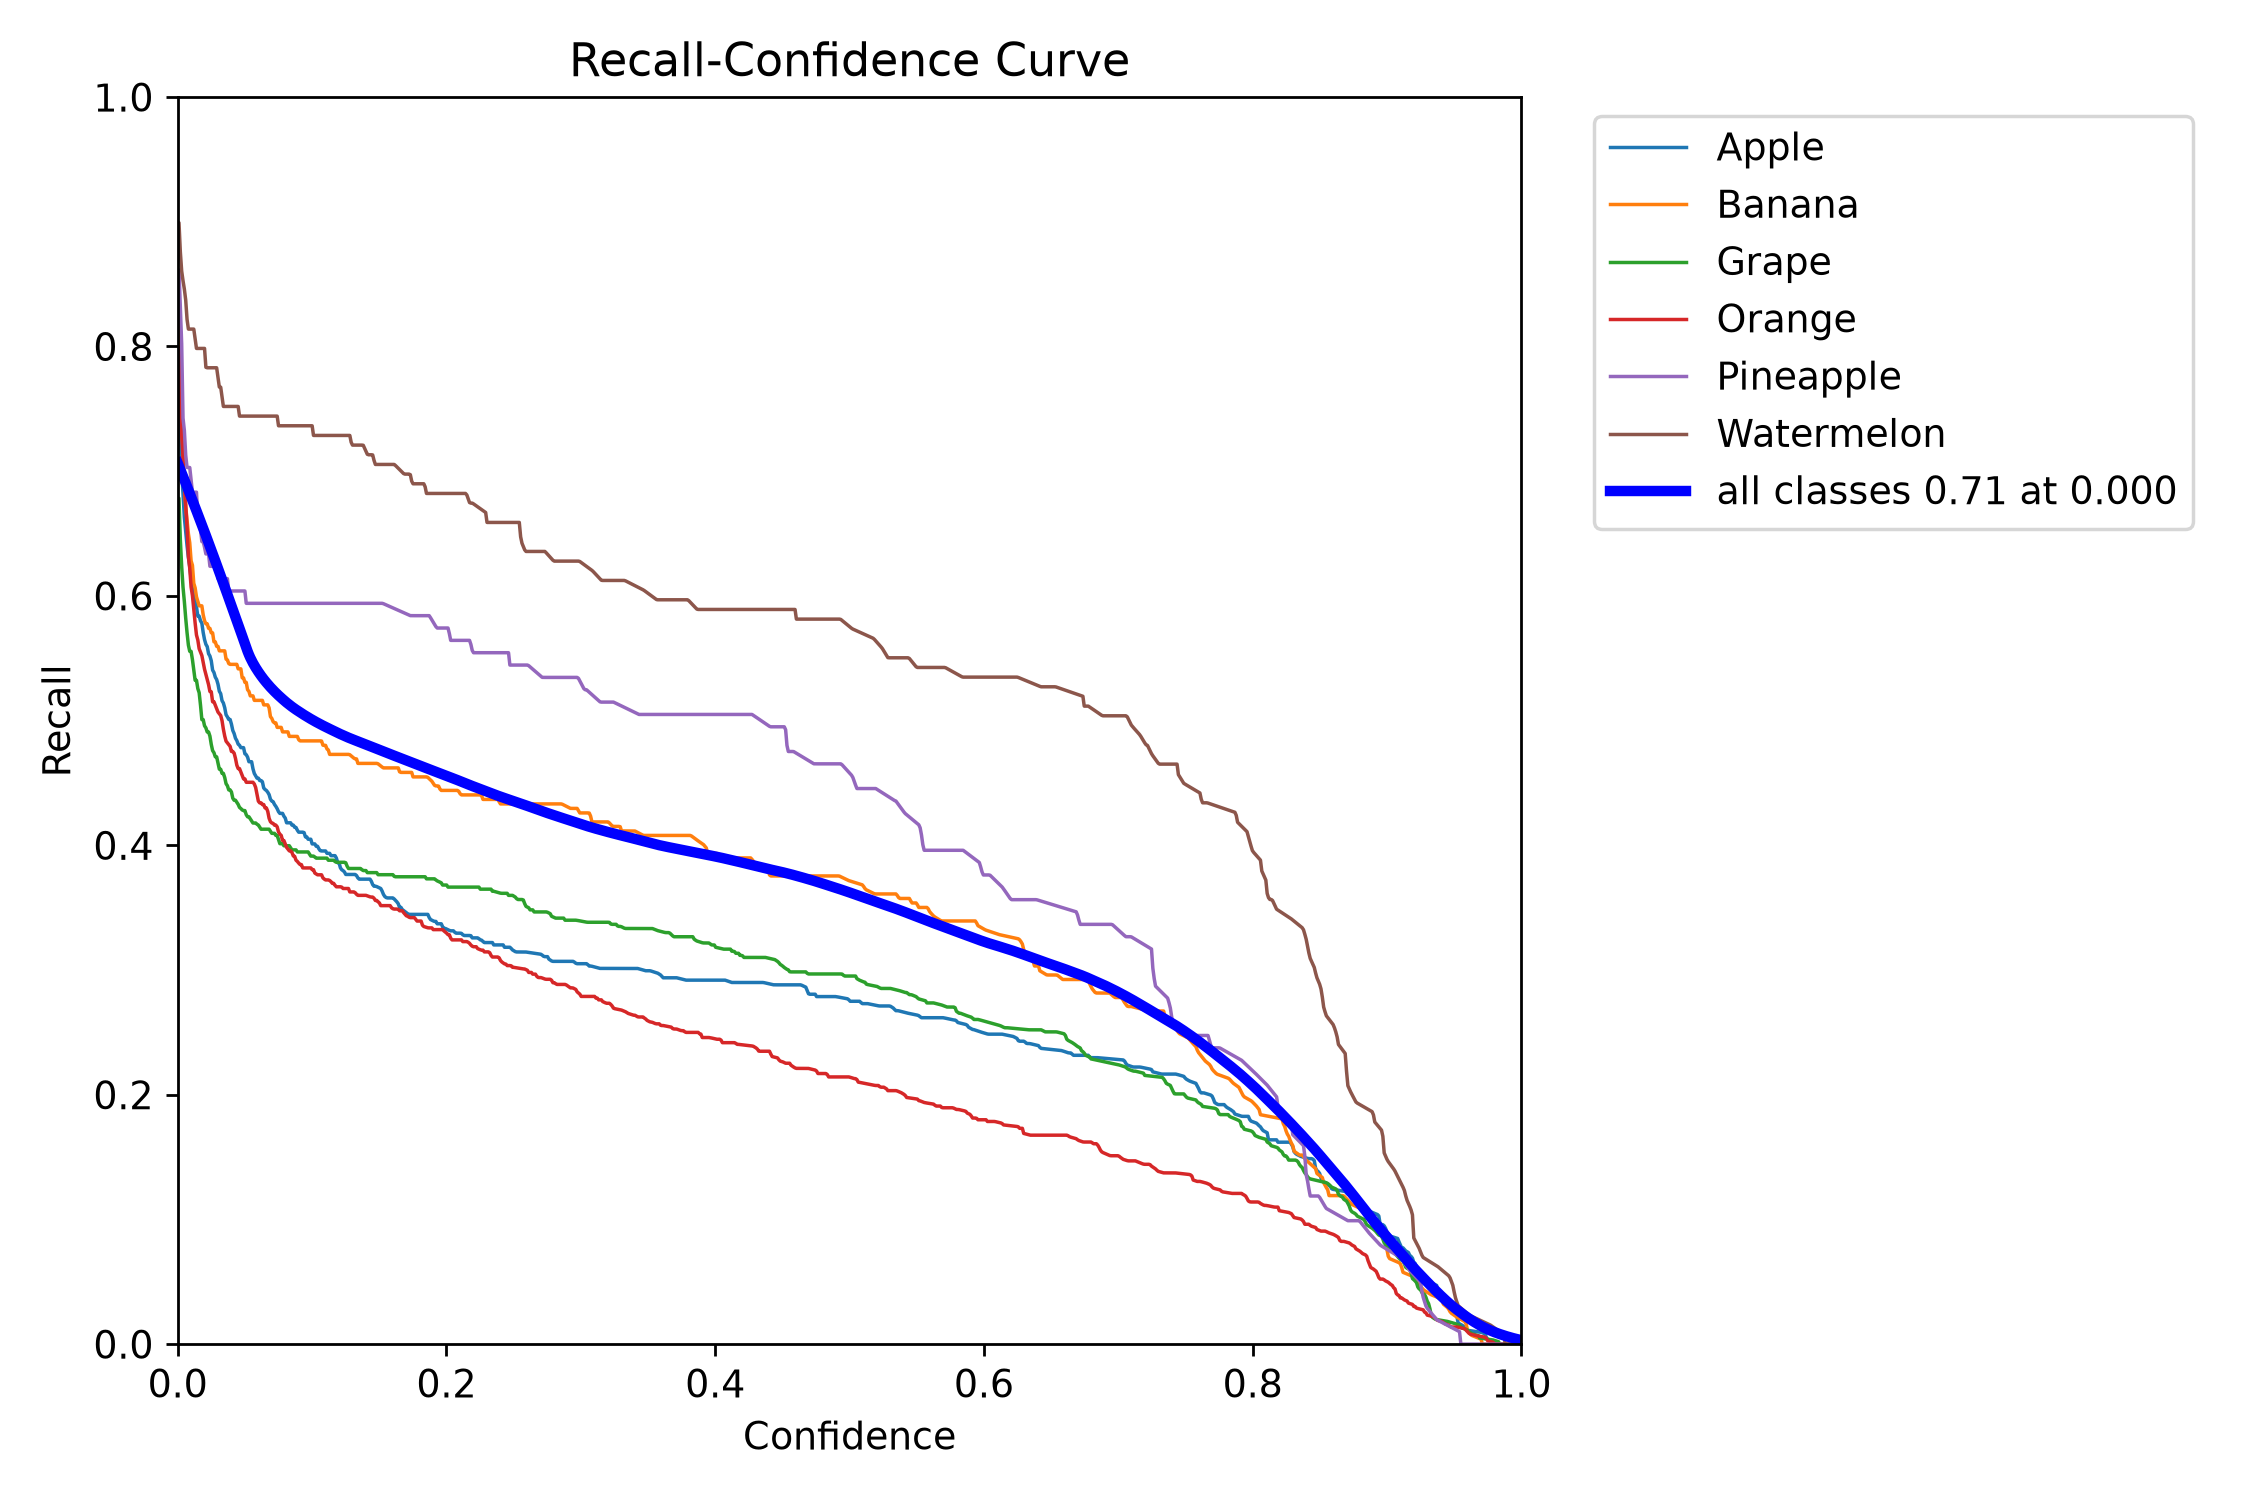 Recall-Confidence Curve
1.0
0.8
0.6
0.4
0.2
0.0
Recall
0.0 0.2 0.4 0.6 0.8 1.0
Confidence
Apple
Banana
Grape
Orange
Pineapple
Watermelon
all classes 0.71 at 0.000